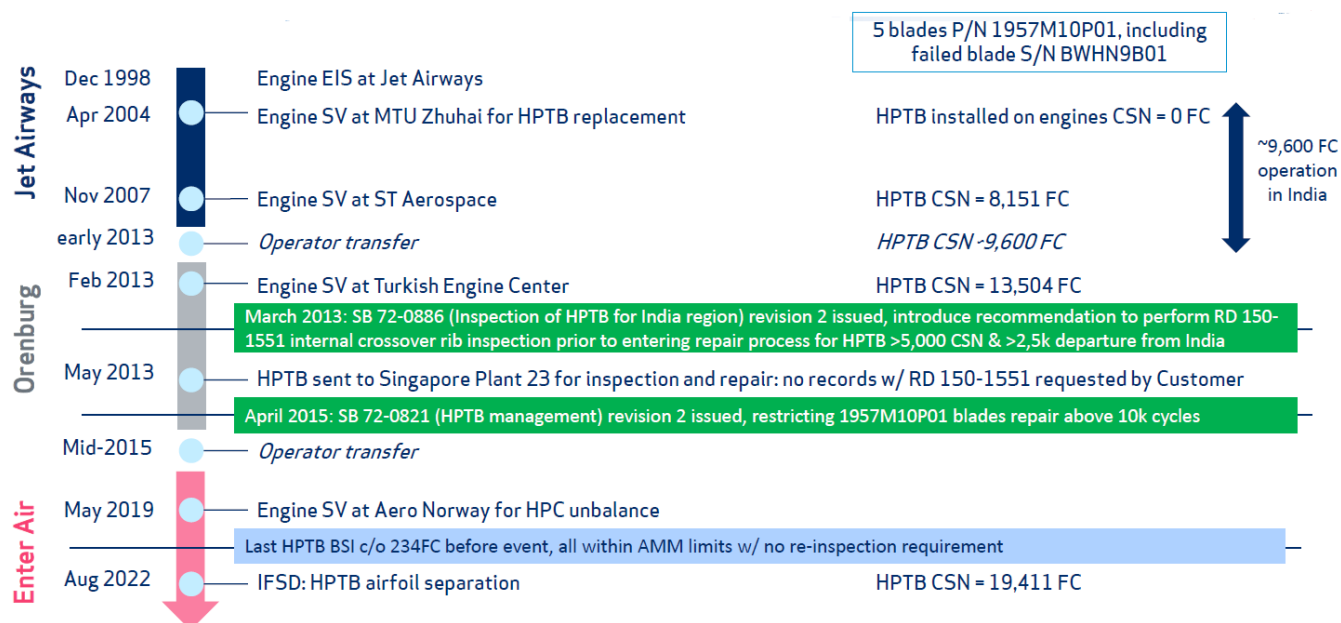 5 blades P/N 1957M10P01, including
failed blade S/N BWHN9B01
Jet Airways
Dec 1998
Engine EIS at Jet Airways
Apr 2004
Engine SV at MTU Zhuhai for HPTB replacement
HPTB installed on engines CSN = 0 FC
~9,600 FC
operation
in India
Nov 2007
Engine SV at ST Aerospace
HPTB CSN = 8,151 FC
early 2013
Operator transfer
HPTB CSN ~9,600 FC
Orenburg
Feb 2013
Engine SV at Turkish Engine Center
HPTB CSN = 13,504 FC
March 2013: SB 72-0886 (Inspection of HPTB for India region) revision 2 issued, introduce recommendation to perform RD 150-
1551 internal crossover rib inspection prior to entering repair process for HPTB >5,000 CSN & >2,5k departure from India
May 2013
HPTB sent to Singapore Plant 23 for inspection and repair: no records w/ RD 150-1551 requested by Customer
April 2015: SB 72-0821 (HPTB management) revision 2 issued, restricting 1957M10P01 blades repair above 10k cycles
Mid-2015
Operator transfer
Enter Air
May 2019
Engine SV at Aero Norway for HPC unbalance
Last HPTB BSI c/o 234FC before event, all within AMM limits w/ no re-inspection requirement
Aug 2022
IFSD: HPTB airfoil separation
HPTB CSN = 19,411 FC